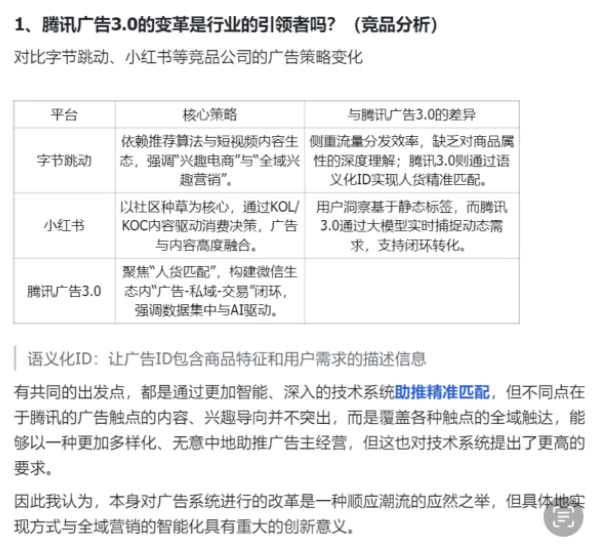 1、腾讯广告3.0的变革是行业的引领者吗？（竞品分析）
对比字节跳动、小红书等竞品公司的广告策略变化
平台 核心策略 与腾讯广告3.0的差异
字节跳动
依赖推荐算法与短视频内容生
态，强调“兴趣电商”与“全域兴
趣营销”。
侧重流量分发效率，缺乏对商品属
性的深度理解；腾讯3.0则通过语
义化ID实现人货精准匹配。
小红书
以社区种草为核心，通过KOL/
KOC内容驱动消费决策，广告
与内容高度融合。
用户洞察基于静态标签，而腾讯
3.0通过大模型实时捕捉动态需
求，支持闭环转化。
腾讯广告3.0
聚焦“人货匹配”，构建微信生
态内“广告-私域-交易”闭环，
强调数据集中与AI驱动。
语义化ID：让广告ID包含商品特征和用户需求的描述信息
有共同的出发点，都是通过更加智能、深入的技术系统助推精准匹配，但不同点在
于腾讯的广告触点的内容、兴趣导向并不突出，而是覆盖各种触点的全域触达，能
够以一种更加多样化、无意中地助推广告主经营，但这也对技术系统提出了更高的
要求。
因此我认为，本身对广告系统进行的改革是一种顺应潮流的应然之举，但具体地实
现方式与全域营销的智能化具有重大的创新意义。